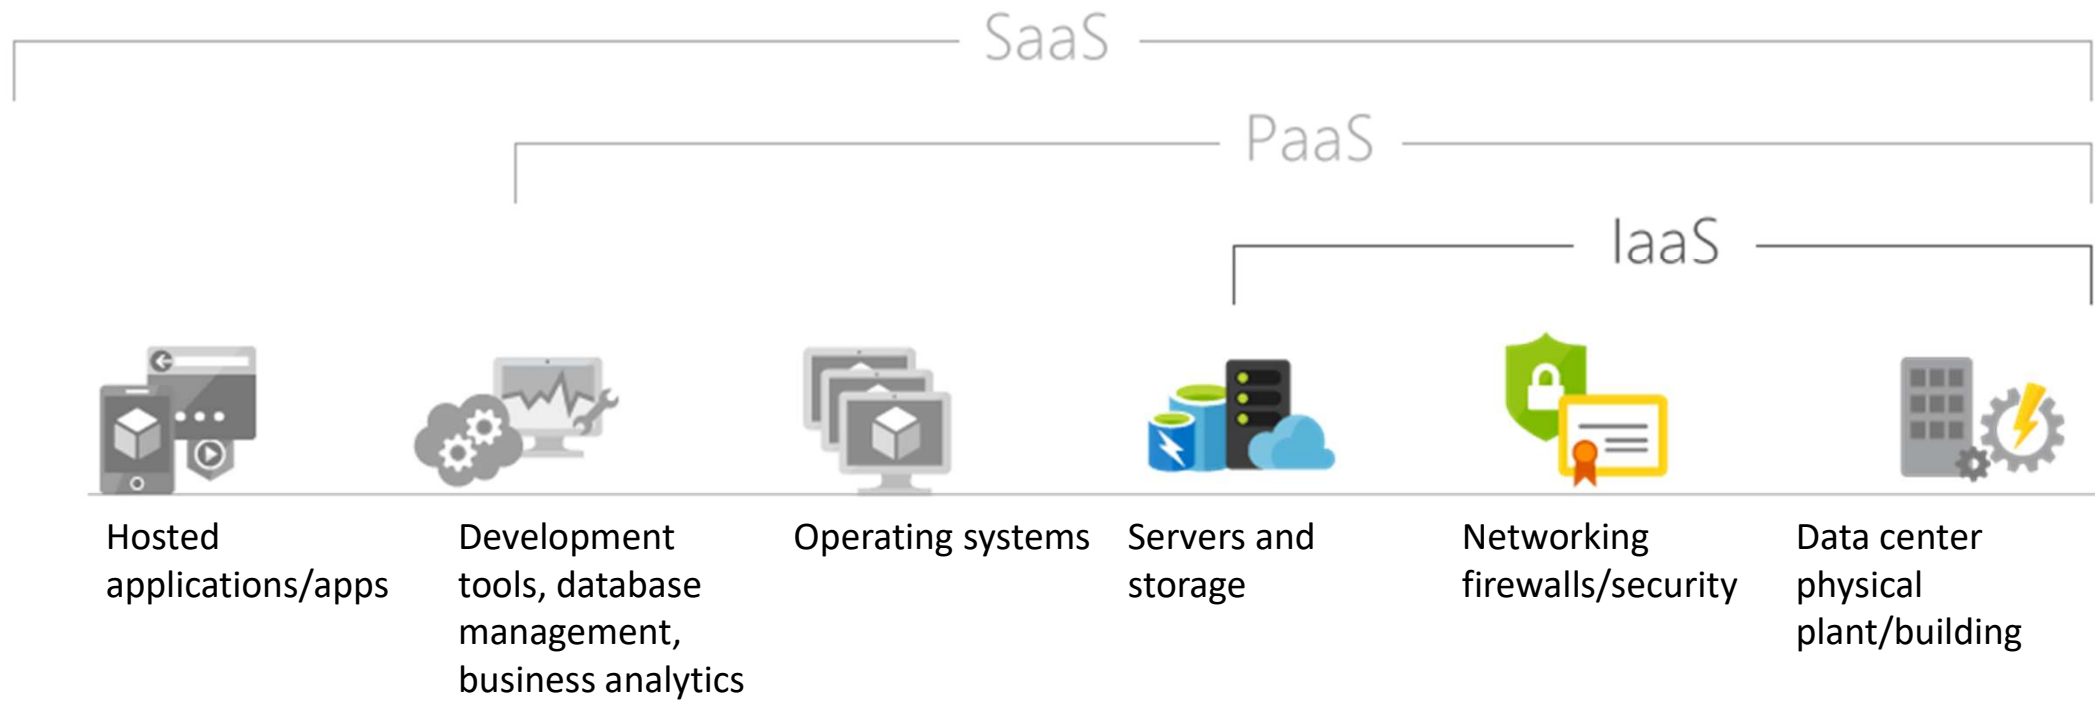 SaaS
PaaS
IaaS
Hosted
applications/apps
Development
tools, database
management,
business analytics
Operating systems
Servers and
storage
Networking
firewalls/security
Data center
physical
plant/building